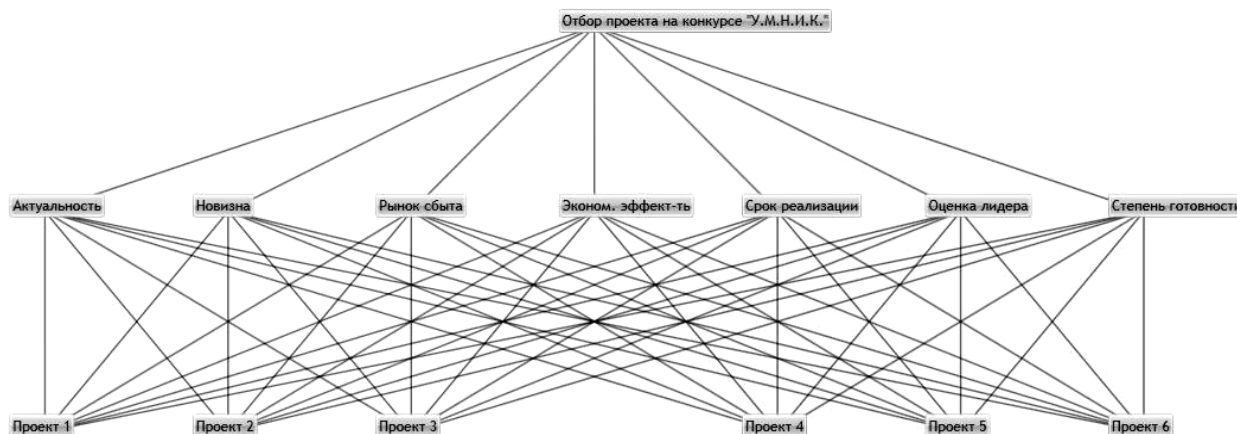 Отбор проекта на конкурсе "У.М.Н.И.К."
Актуальность
Новизна
Рынок сбыта
Эконом. эффект-ть
Срок реализации
Оценка лидера
Степень готовности
Проект 1
Проект 2
Проект 3
Проект 4
Проект 5
Проект 6